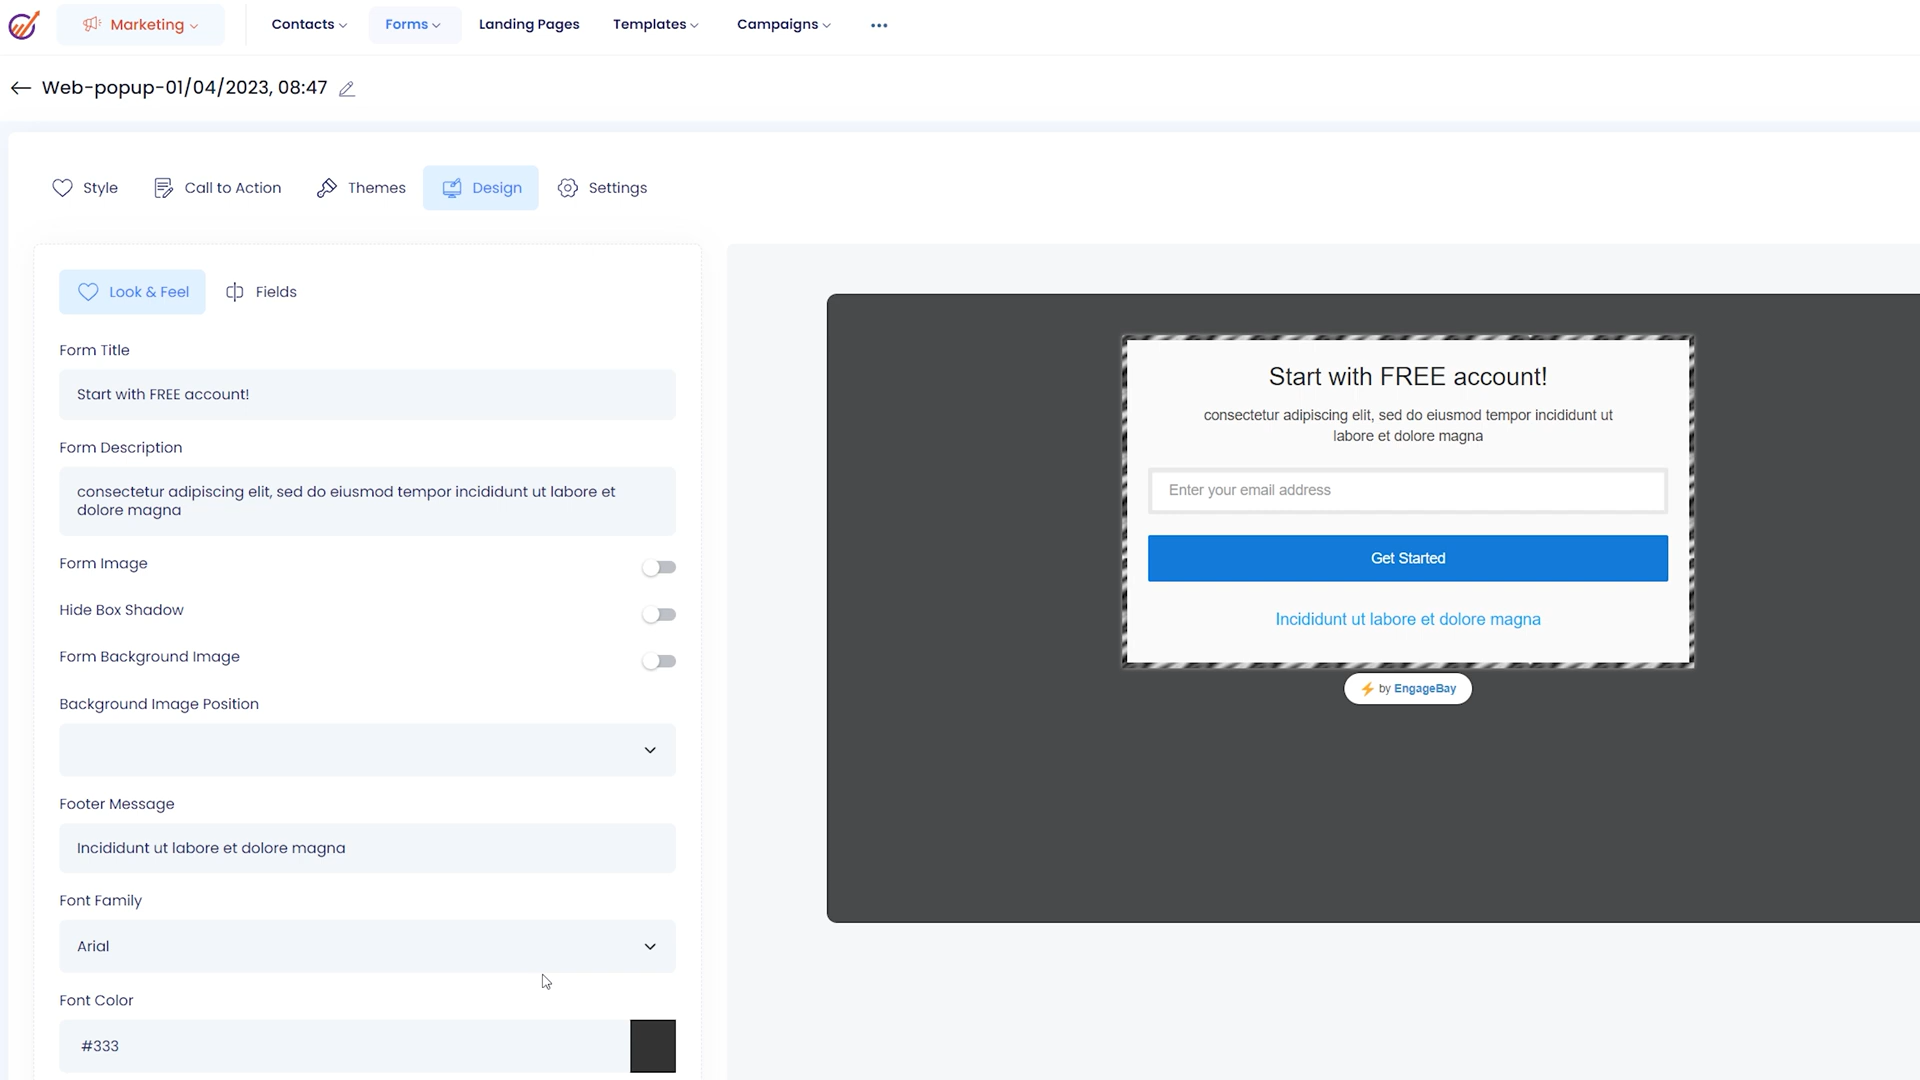 Marketing
Contacts
Forms
Landing Pages
Templates
Campaigns
Web-popup-01/04/2023, 08:47
Style
Call to Action
Themes
Design
Settings
Look & Feel
Fields
Form Title
Start with FREE account!
Form Description
consectetur adipiscing elit, sed do eiusmod tempor incididunt ut labore et
dolore magna
Form Image
Hide Box Shadow
Form Background Image
Background Image Position
Footer Message
Incididunt ut labore et dolore magna
Font Family
Arial
Font Color
#333
Start with FREE account!
consectetur adipiscing elit, sed do eiusmod tempor incididunt ut
labore et dolore magna
Enter your email address
Get Started
Incididunt ut labore et dolore magna
by EngageBay